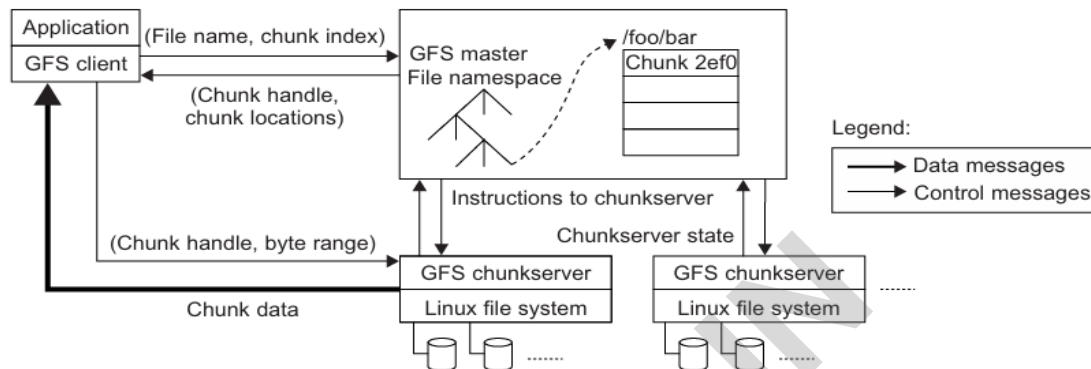 Application
GFS client
(File name, chunk index)
(Chunk handle,
chunk locations)
GFS master
File namespace
/foo/bar
Chunk 2ef0
Legend:
Data messages
Control messages
Instructions to chunkserver
Chunkserver state
(Chunk handle, byte range)
Chunk data
GFS chunkserver
Linux file system
GFS chunkserver
Linux file system